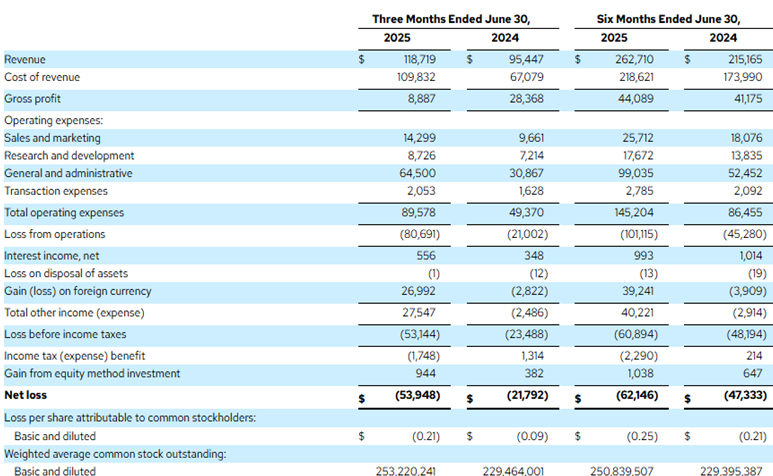 Three Months Ended June 30, Six Months Ended June 30,
2025 2024 2025 2024
Revenue $ 118,719 $ 95,447 $ 262,710 $ 215,165
Cost of revenue 109,832 67,079 218,621 173,990
Gross profit 8,887 28,368 44,089 41,175
Operating expenses:
Sales and marketing 14,299 9,661 25,712 18,076
Research and development 8,726 7,214 17,672 13,835
General and administrative 64,500 30,867 99,035 52,452
Transaction expenses 2,053 1,628 2,785 2,092
Total operating expenses 89,578 49,370 145,204 86,455
Loss from operations (80,691) (21,002) (101,115) (45,280)
Interest income, net 556 348 993 1,014
Loss on disposal of assets (1) (12) (13) (19)
Gain (loss) on foreign currency 26,992 (2,822) 39,241 (3,909)
Total other income (expense) 27,547 (2,486) 40,221 (2,914)
Loss before income taxes (53,144) (23,488) (60,894) (48,194)
Income tax (expense) benefit (1,748) 1,314 (2,290) 214
Gain from equity method investment 944 382 1,038 647
Net loss $ (53,948) $ (21,792) $ (62,146) $ (47,333)
Loss per share attributable to common stockholders:
Basic and diluted $ (0.21) $ (0.09) $ (0.25) $ (0.21)
Weighted average common stock outstanding:
Basic and diluted 253,220,241 229,464,001 250,839,507 229,395,387